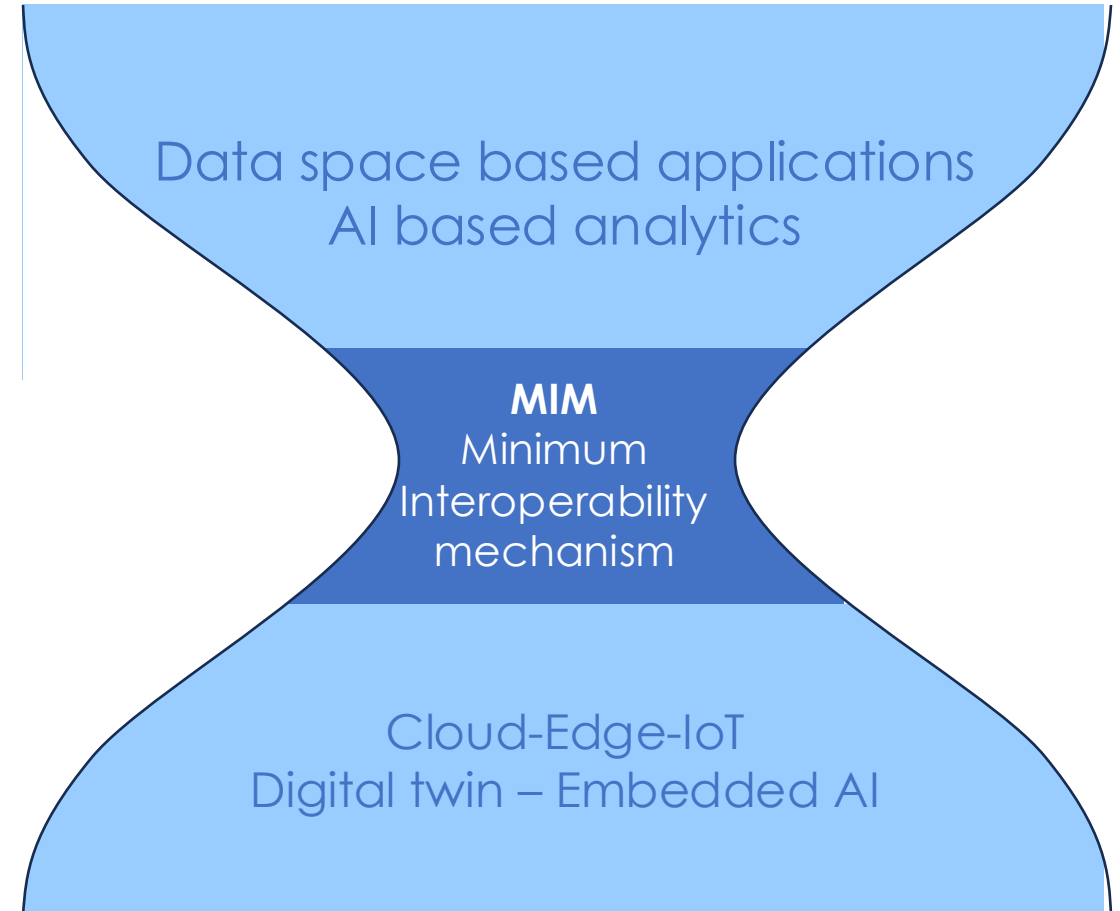 Data space based applications
AI based analytics
MIM
Minimum
Interoperability
mechanism
Cloud-Edge-IoT
Digital twin – Embedded AI